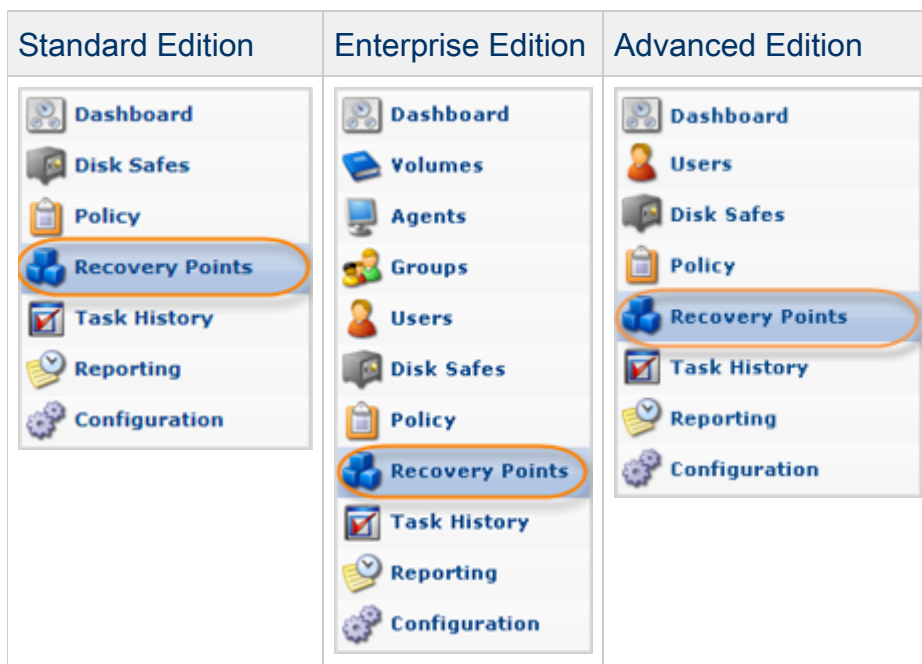 Standard Edition
Enterprise Edition
Advanced Edition
Dashboard
Disk Safes
Policy
Recovery Points
Task History
Reporting
Configuration
Dashboard
Volumes
Agents
Groups
Users
Disk Safes
Policy
Recovery Points
Task History
Reporting
Configuration
Dashboard
Users
Disk Safes
Policy
Recovery Points
Task History
Reporting
Configuration